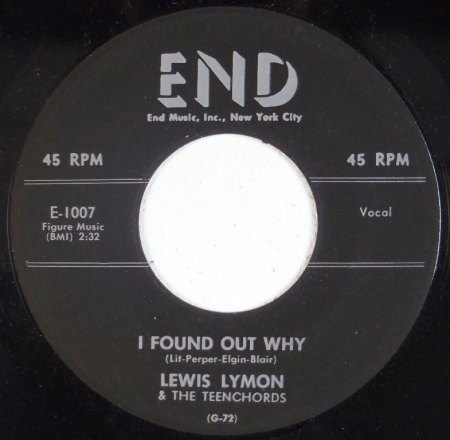 END
End Music, Inc., New York City
45 RPM 45 RPM
E-1007 Vocal
Figure Music
(BMI) 2:32
I FOUND OUT WHY
(Lit-Perper-Elgin-Blair)
LEWIS LYMON
& THE TEENCHORDS
(G-72)